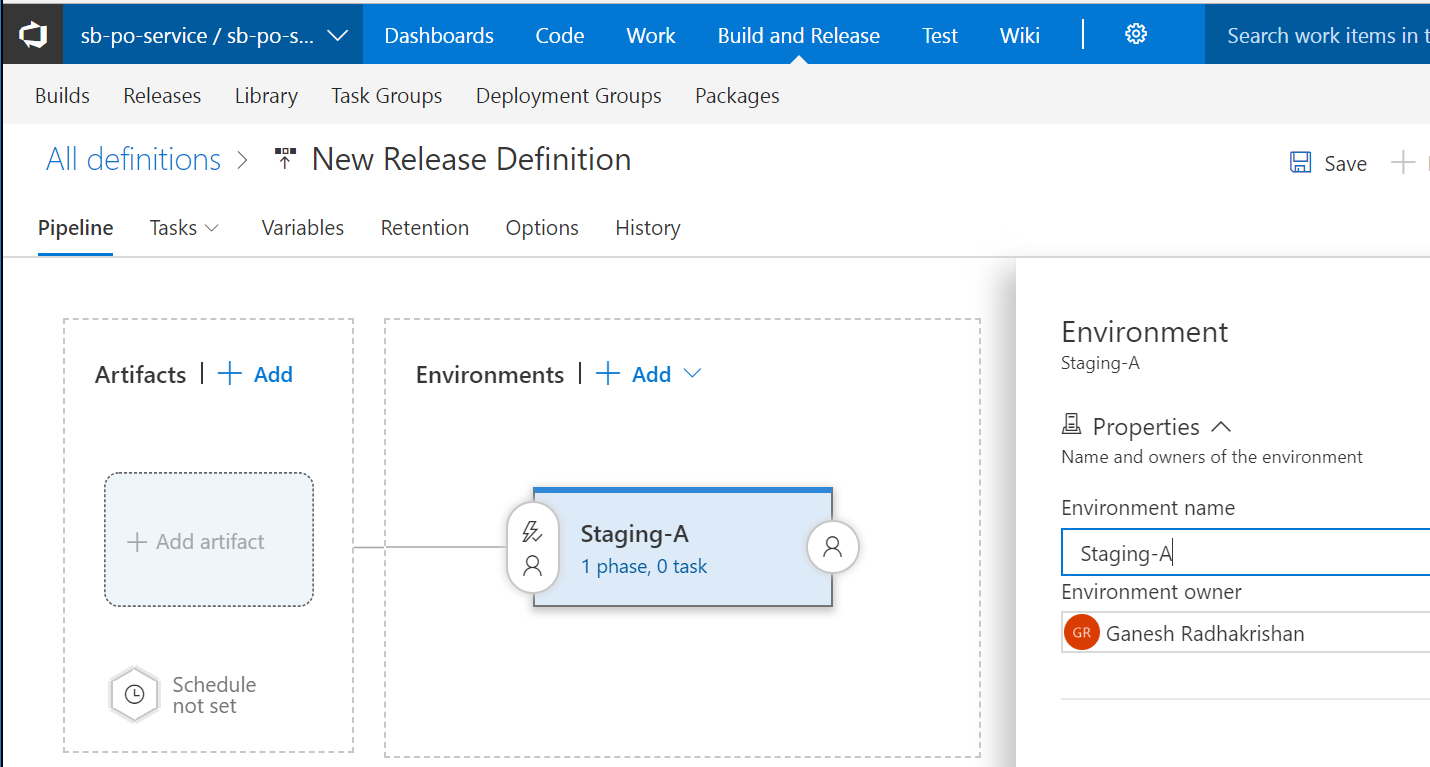 sb-po-service / sb-po-s... Dashboards Code Work Build and Release Test Wiki Search work items in t
Builds Releases Library Task Groups Deployment Groups Packages
All definitions > New Release Definition
Save
Pipeline Tasks Variables Retention Options History
Artifacts | + Add
Environments | + Add
+ Add artifact
Schedule
not set
Staging-A
1 phase, 0 task
Environment
Staging-A
Properties
Name and owners of the environment
Environment name
Staging-A
Environment owner
GR Ganesh Radhakrishan